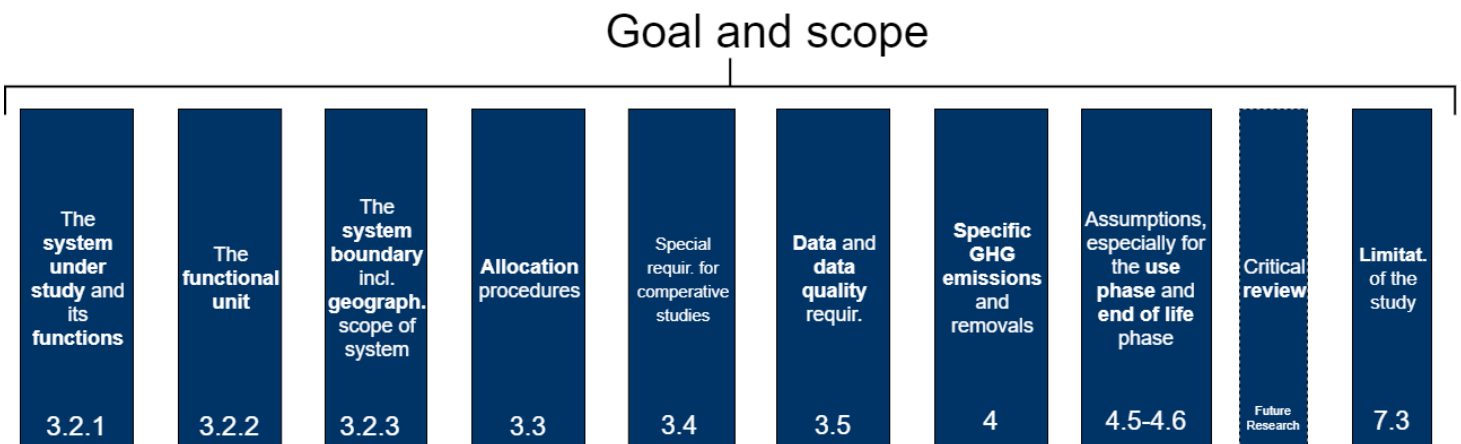 Goal and scope
The
system
under
study and
its
functions
3.2.1
The
functional
unit
3.2.2
The
system
boundary
incl.
geograph.
scope of
system
3.2.3
Allocation
procedures
3.3
Special
requir. for
comperative
studies
3.4
Data and
data
quality
requir.
3.5
Specific
GHG
emissions
and
removals
4
Assumptions,
especially for
the use
phase and
end of life
phase
4.5-4.6
Critical
review
Future
Research
Limitat.
of the
study
7.3